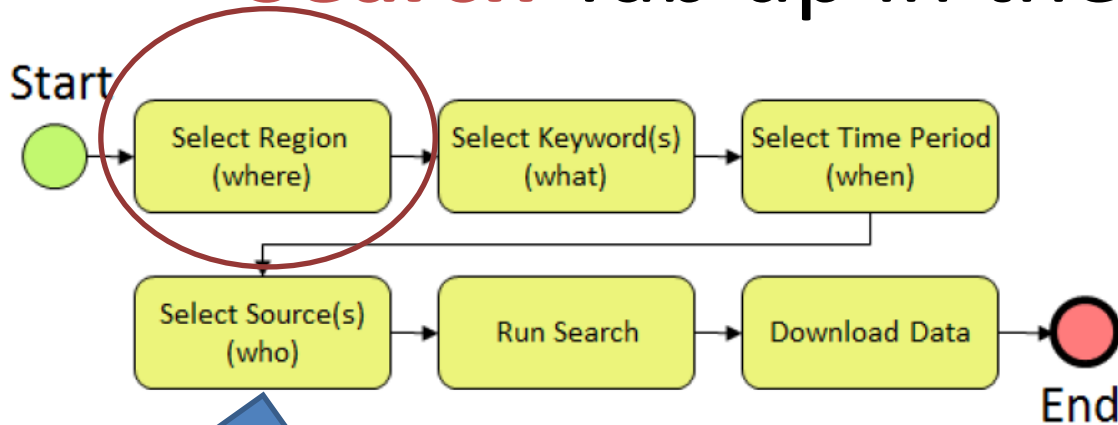 Start
Select Region
(where)
Select Keyword(s)
(what)
Select Time Period
(when)
Select Source(s)
(who)
Run Search
Download Data
End